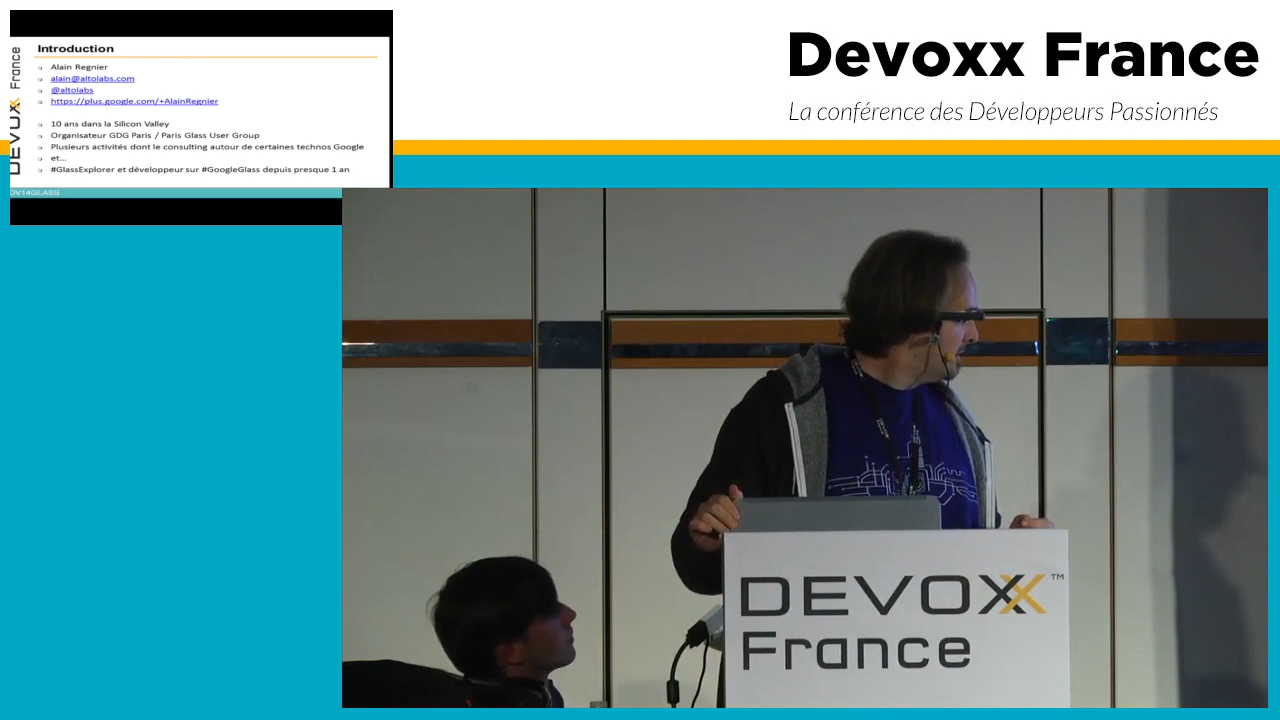 Introduction
Alain Regnier
alain@altolabs.com
@altolabs
https://plus.google.com/+AlainRegnier
10 ans dans la Silicon Valley
Organisateur GDG Paris / Paris Glass User Group
Plusieurs activités dont le consulting autour de certaines technos Google
et...
#GlassExplorer et développeur sur #GoogleGlass depuis presque 1 an
DEVOXX France
DV14GLASS
Devoxx France
La conférence des Développeurs Passionnés
DEVOXX™
France